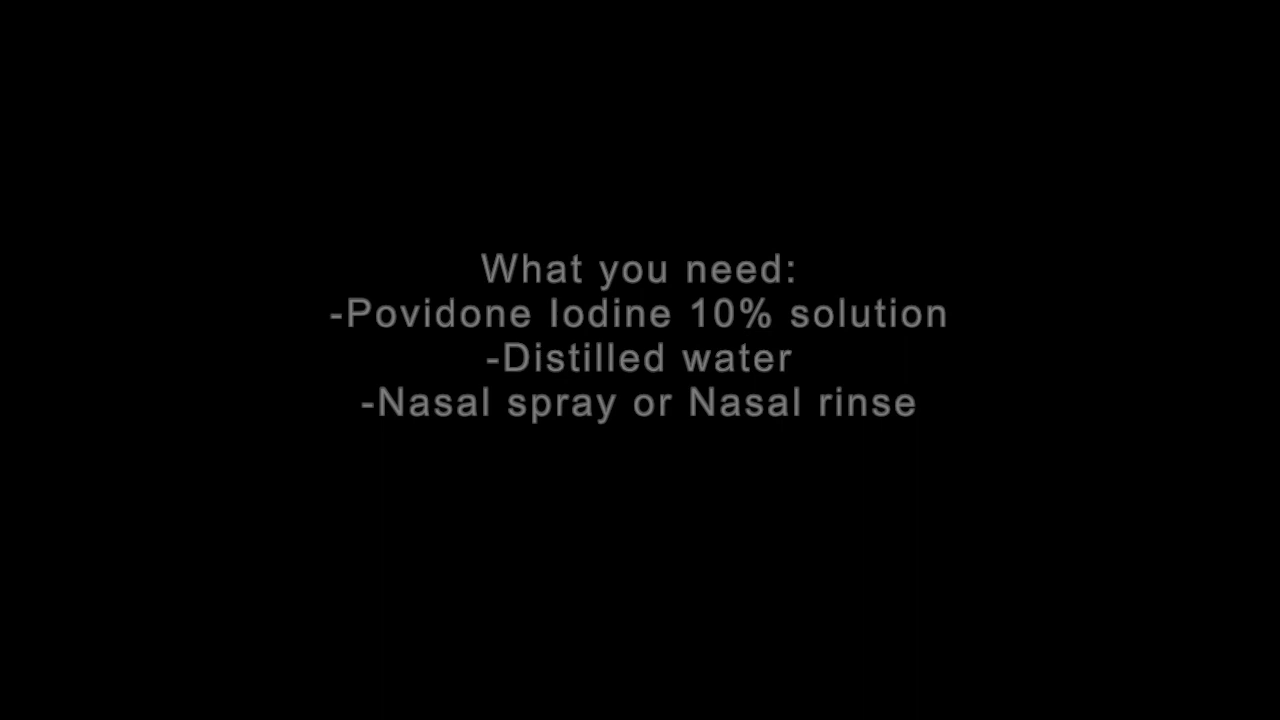 What you need:
-Povidone Iodine 10% solution
-Distilled water
-Nasal spray or Nasal rinse